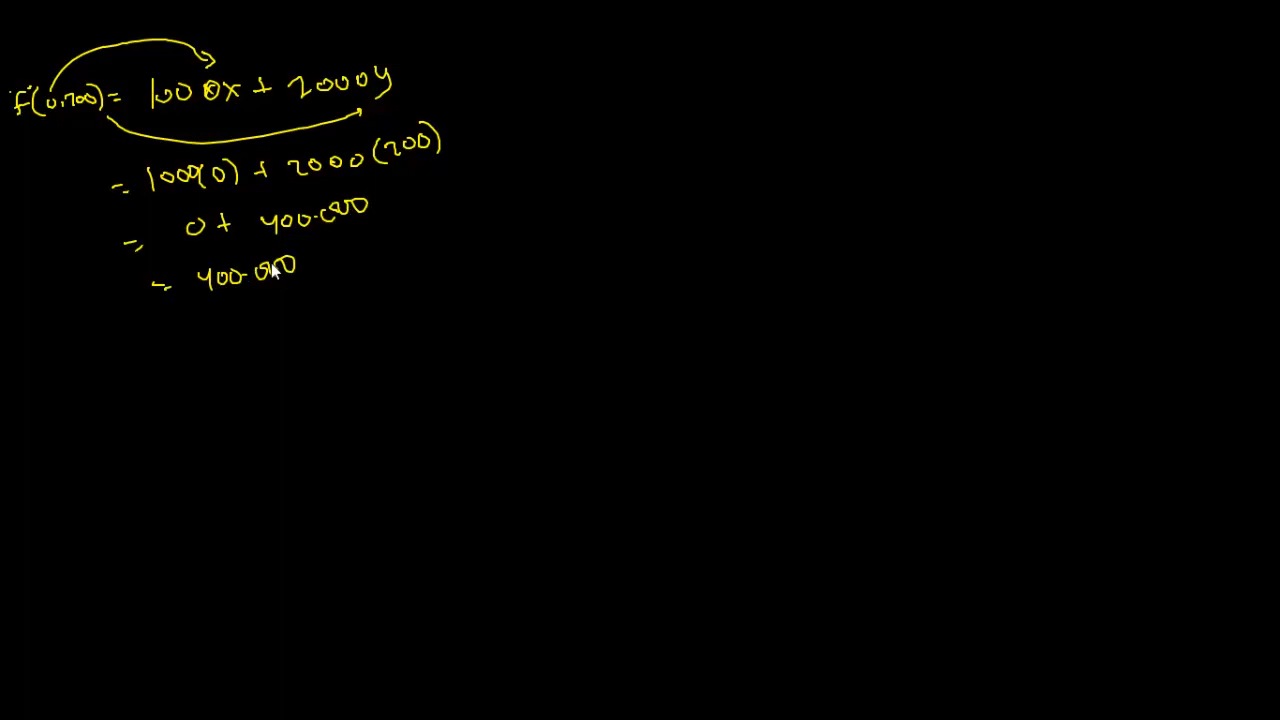 F(0,200) = 1000x + 2000y
= 1000(0) + 2000(200)
= 0 + 400.000
= 400.000